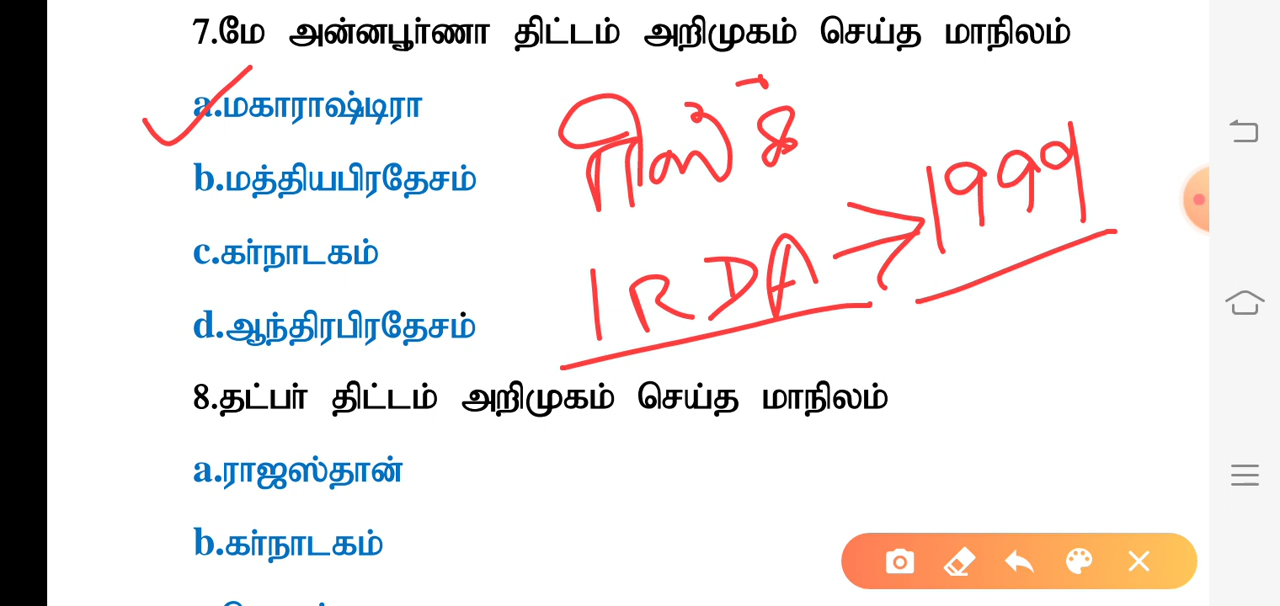 7.மே அன்னபூர்ணா திட்டம் அறிமுகம் செய்த மாநிலம்
a.மகாராஷ்டிரா
b.மத்தியபிரதேசம்
c.கர்நாடகம்
d.ஆந்திரபிரதேசம்
ரிஸ்க்
IRDA → 1999
8.தட்பர் திட்டம் அறிமுகம் செய்த மாநிலம்
a.ராஜஸ்தான்
b.கர்நாடகம்